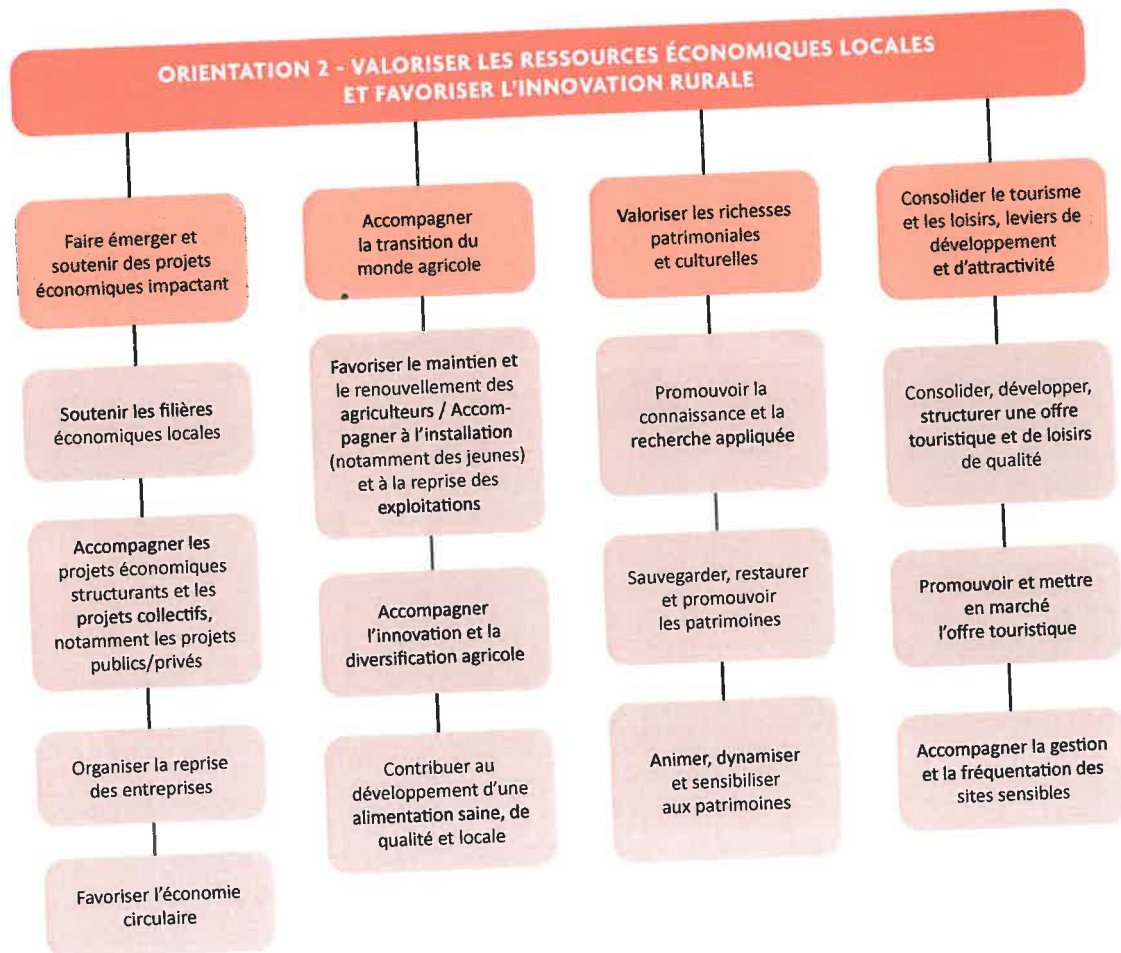 ORIENTATION 2 - VALORISER LES RESSOURCES ÉCONOMIQUES LOCALES
ET FAVORISER L'INNOVATION RURALE
Faire émerger et
soutenir des projets
économiques impactant
Soutenir les filières
économiques locales
Accompagner les
projets économiques
structurants et les
projets collectifs,
notamment les projets
publics/privés
Organiser la reprise
des entreprises
Favoriser l'économie
circulaire
Accompagner
la transition du
monde agricole
Favoriser le maintien et
le renouvellement des
agriculteurs / Accom-
pagner à l'installation
(notamment des jeunes)
et à la reprise des
exploitations
Accompagner
l'innovation et la
diversification agricole
Contribuer au
développement d'une
alimentation saine, de
qualité et locale
Valoriser les richesses
patrimoniales
et culturelles
Promouvoir la
connaissance et la
recherche appliquée
Sauvegarder, restaurer
et promouvoir
les patrimoines
Animer, dynamiser
et sensibiliser
aux patrimoines
Consolider le tourisme
et les loisirs, leviers de
développement
et d'attractivité
Consolider, développer,
structurer une offre
touristique et de loisirs
de qualité
Promouvoir et mettre
en marché
l'offre touristique
Accompagner la gestion
et la fréquentation des
sites sensibles